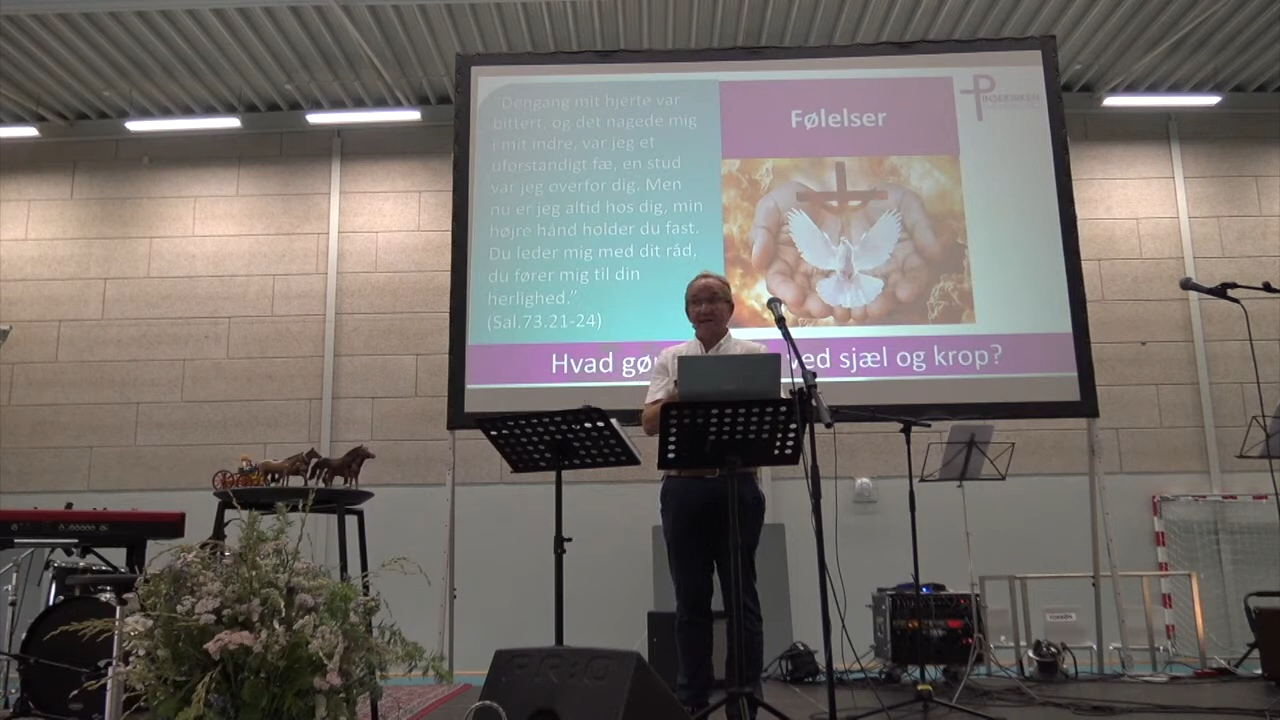 "Dengang mit hjerte var
bittert, og det nagede mig
i mit indre, var jeg et
uforstandigt fæ, en stud
var jeg overfor dig. Men
nu er jeg altid hos dig, min
højre hånd holder du fast.
Du leder mig med dit råd,
du fører mig til din
herlighed."
(Sal.73.21-24)
Følelser
PINSEKIRKEN
Hvad gør ved sjæl og krop?